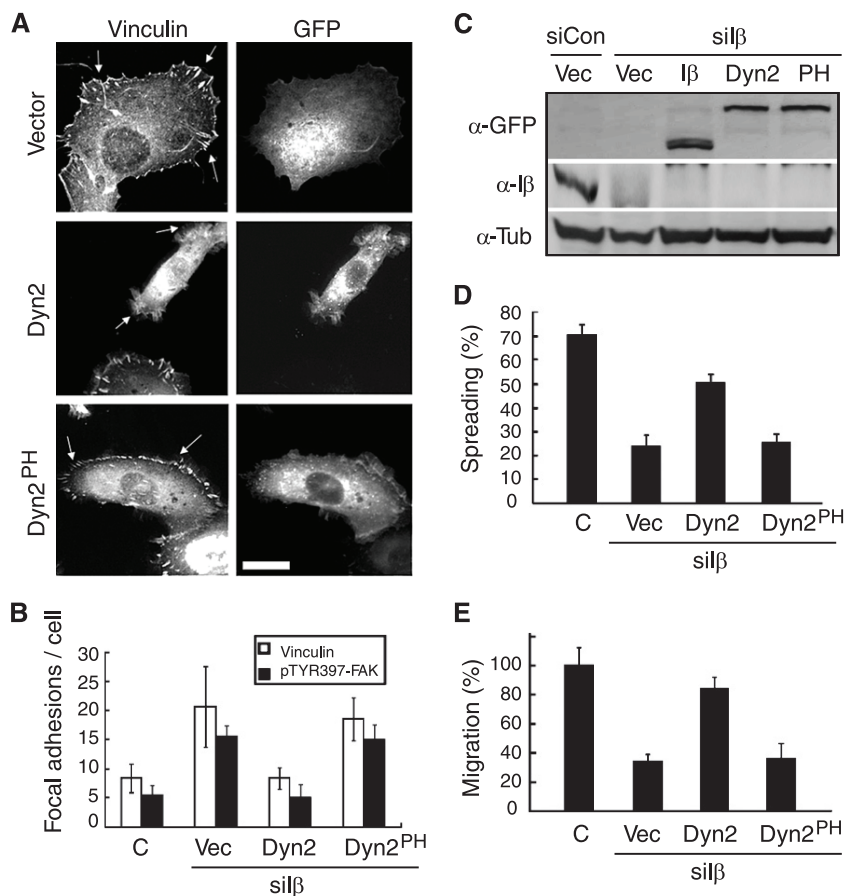 A
Vinculin GFP
Vector
Dyn2
Dyn2PH
B
Focal adhesions / cell
30
25
20
15
10
5
0
Vinculin
pTYR397-FAK
C Vec Dyn2 Dyn2PH
siIβ
C
siCon siIβ
Vec Vec Iβ Dyn2 PH
α-GFP
α-Iβ
α-Tub
D
Spreading (%)
80
70
60
50
40
30
20
10
0
C Vec Dyn2 Dyn2PH
siIβ
E
Migration (%)
100
80
60
40
20
0
C Vec Dyn2 Dyn2PH
siIβ